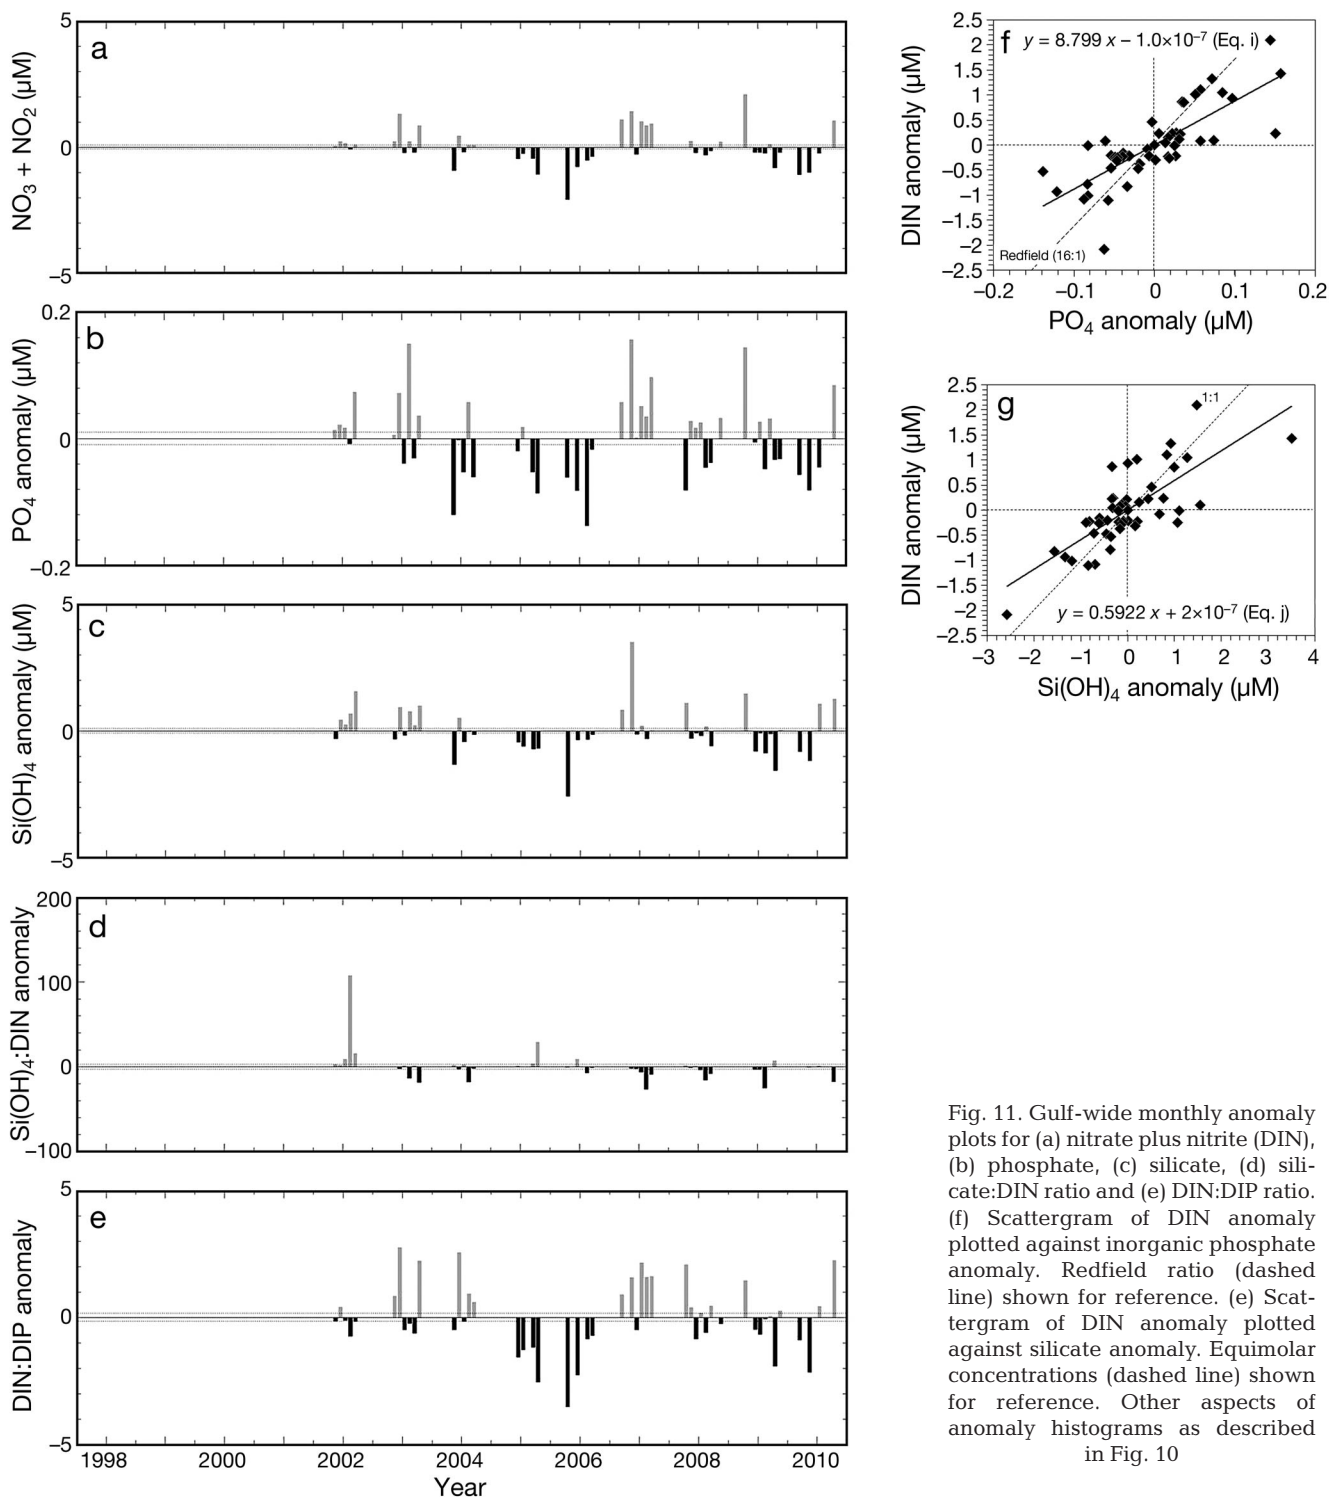 a
5
0
−5
NO3 + NO2 (µM)
b
0.2
0
−0.2
PO4 anomaly (µM)
c
5
0
−5
Si(OH)4 anomaly (µM)
d
200
100
0
−100
Si(OH)4:DIN anomaly
e
5
0
−5
DIN:DIP anomaly
1998 2000 2002 2004 2006 2008 2010
Year
f
y = 8.799 x − 1.0×10−7 (Eq. i)
2.5
2
1.5
1
0.5
0
−0.5
−1
−1.5
−2
−2.5
DIN anomaly (µM)
Redfield (16:1)
−0.2 −0.1 0 0.1 0.2
PO4 anomaly (µM)
g
1:1
2.5
2
1.5
1
0.5
0
−0.5
−1
−1.5
−2
−2.5
DIN anomaly (µM)
y = 0.5922 x + 2×10−7 (Eq. j)
−3 −2 −1 0 1 2 3 4
Si(OH)4 anomaly (µM)
Fig. 11. Gulf-wide monthly anomaly
plots for (a) nitrate plus nitrite (DIN),
(b) phosphate, (c) silicate, (d) sili-
cate:DIN ratio and (e) DIN:DIP ratio.
(f) Scattergram of DIN anomaly
plotted against inorganic phosphate
anomaly. Redfield ratio (dashed
line) shown for reference. (e) Scat-
tergram of DIN anomaly plotted
against silicate anomaly. Equimolar
concentrations (dashed line) shown
for reference. Other aspects of
anomaly histograms as described
in Fig. 10